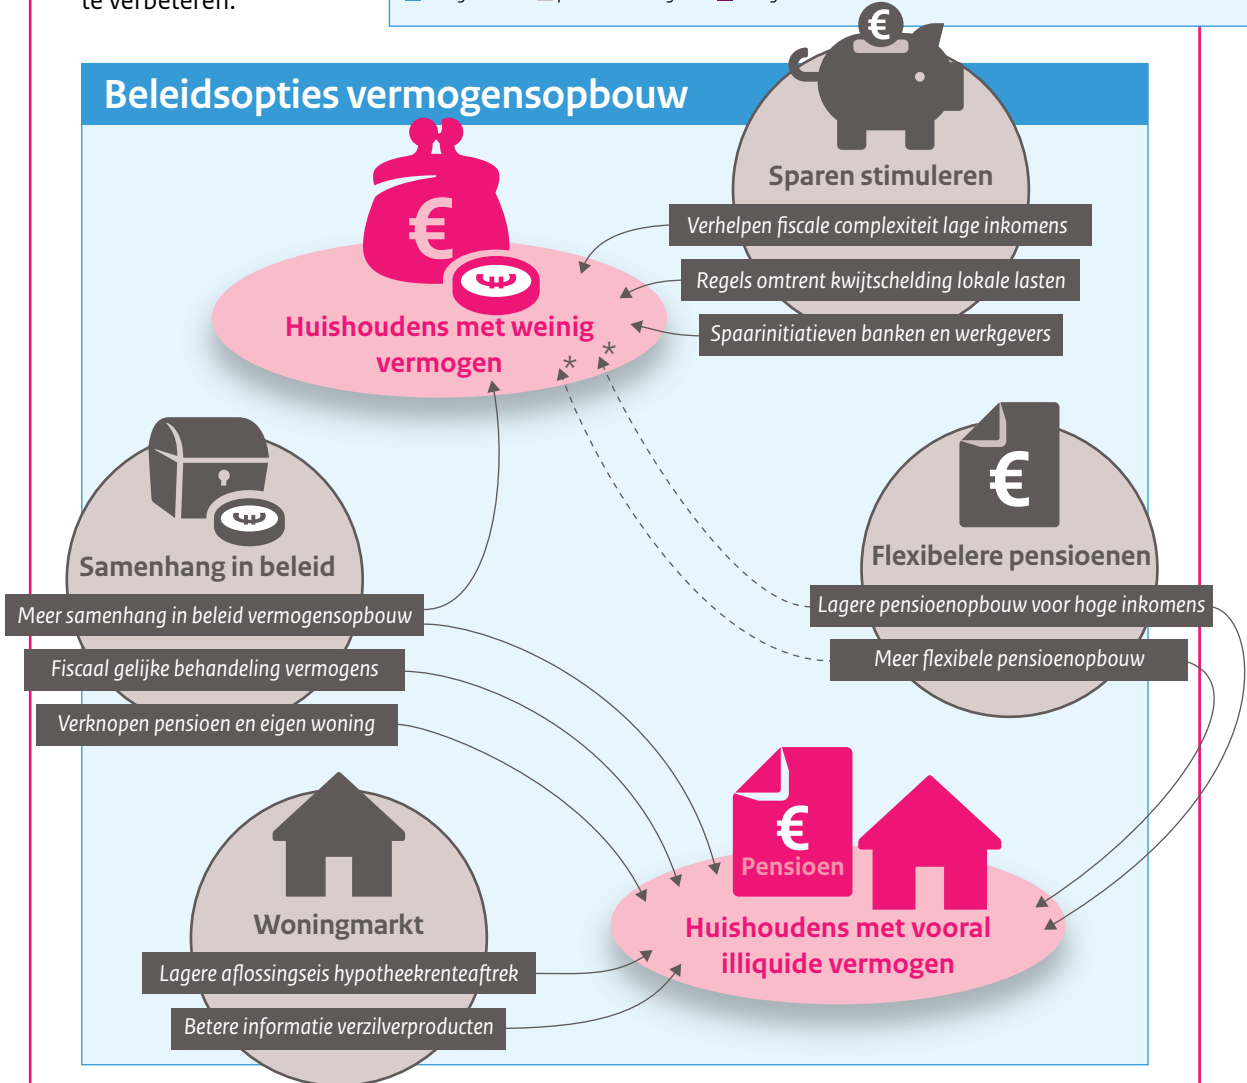 te verbeteren.
€
Beleidsopties vermogensopbouw
Sparen stimuleren
Verhelpen fiscale complexiteit lage inkomens
Regels omtrent kwijtschelding lokale lasten
Spaarinitiatieven banken en werkgevers
€
€
Huishoudens met weinig
vermogen
*
*
€
Samenhang in beleid
Meer samenhang in beleid vermogensopbouw
Fiscaal gelijke behandeling vermogens
Verknopen pensioen en eigen woning
€
Flexibelere pensioenen
Lagere pensioenopbouw voor hoge inkomens
Meer flexibele pensioenopbouw
Woningmarkt
Lagere aflossingseis hypotheekrenteaftrek
Betere informatie verzilverproducten
€
Pensioen
Huishoudens met vooral
illiquide vermogen